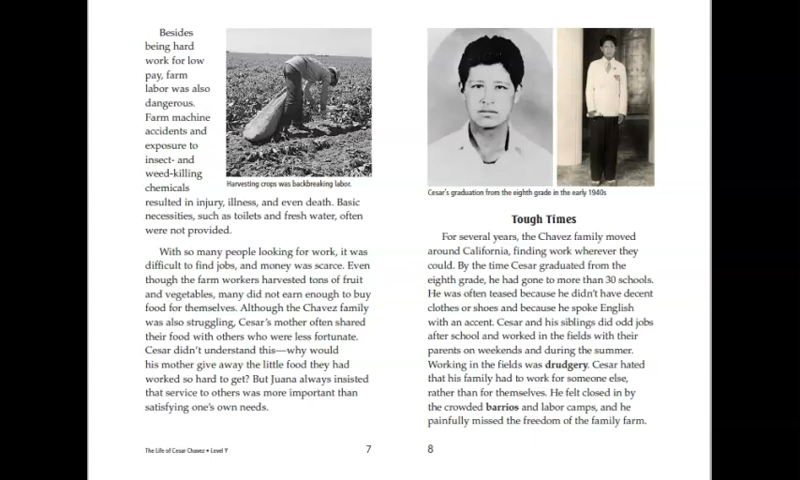 Besides
being hard
work for low
pay, farm
labor was also
dangerous.
Farm machine
accidents and
exposure to
insect- and
weed-killing
chemicals
resulted in injury, illness, and even death. Basic
necessities, such as toilets and fresh water, often
were not provided.
Harvesting crops was backbreaking labor.
With so many people looking for work, it was
difficult to find jobs, and money was scarce. Even
though the farm workers harvested tons of fruit
and vegetables, many did not earn enough to buy
food for themselves. Although the Chavez family
was also struggling, Cesar's mother often shared
their food with others who were less fortunate.
Cesar didn't understand this—why would
his mother give away the little food they had
worked so hard to get? But Juana always insisted
that service to others was more important than
satisfying one's own needs.
The Life of Cesar Chavez • Level Y
7
Cesar's graduation from the eighth grade in the early 1940s
Tough Times
For several years, the Chavez family moved
around California, finding work wherever they
could. By the time Cesar graduated from the
eighth grade, he had gone to more than 30 schools.
He was often teased because he didn't have decent
clothes or shoes and because he spoke English
with an accent. Cesar and his siblings did odd jobs
after school and worked in the fields with their
parents on weekends and during the summer.
Working in the fields was drudgery. Cesar hated
that his family had to work for someone else,
rather than for themselves. He felt closed in by
the crowded barrios and labor camps, and he
painfully missed the freedom of the family farm.
8